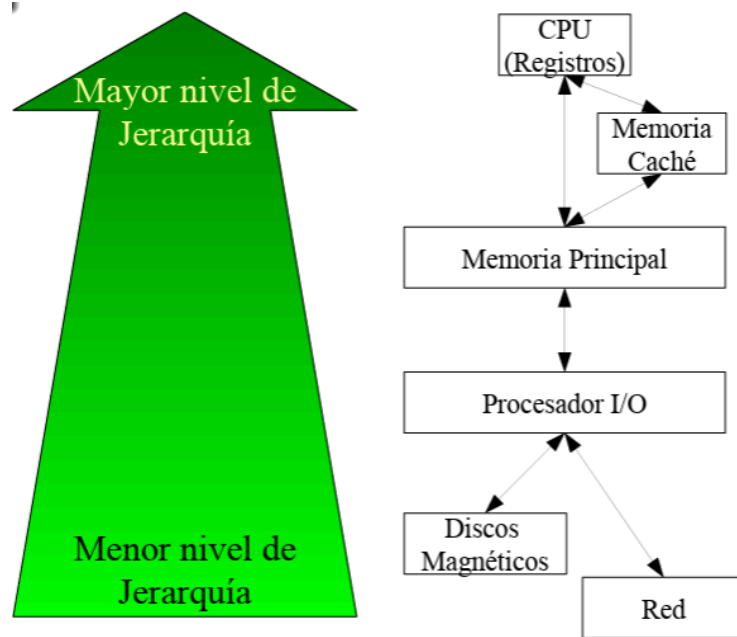 Mayor nivel de
Jerarquía
Menor nivel de
Jerarquía
CPU
(Registros)
Memoria
Caché
Memoria Principal
Procesador I/O
Discos
Magnéticos
Red